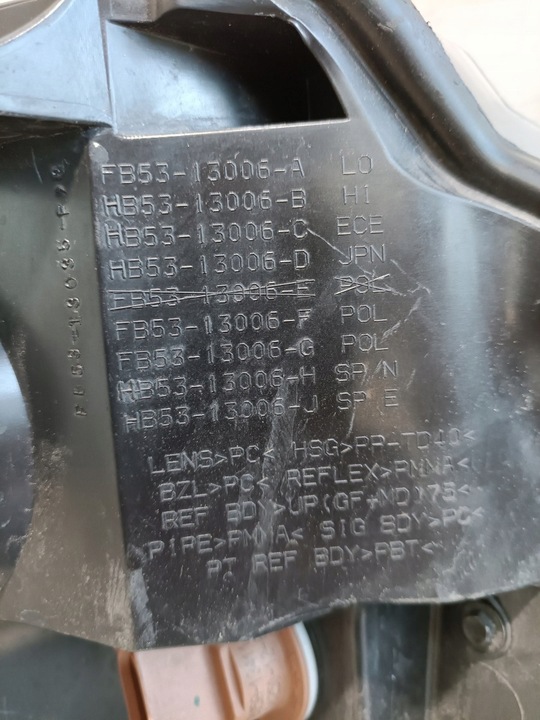 FB53-13006-A LO
HB53-13006-B HI
HB53-13006-C ECE
HB53-13006-D JPN
FB53-13006-E POL
FB53-13006-F POL
FB53-13006-G POL
HB53-13006-H SP/N
HB53-13006-J SP E
LENS>PC< HSG>PP-TD40<
BZL>PC< REFLEX>PMMA<
REF BDY>UP(GF+MD)75<
PIPE>PMMA< SIG BDY>PC<
PT REF BDY>PBT<